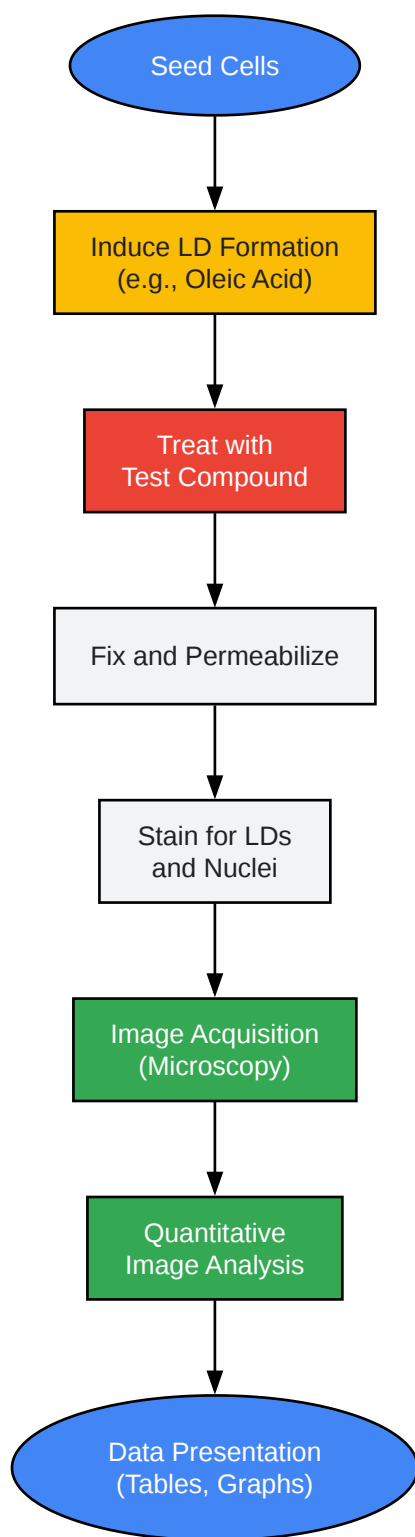 Seed Cells
Induce LD Formation
(e.g., Oleic Acid)
Treat with
Test Compound
Fix and Permeabilize
Stain for LDs
and Nuclei
Image Acquisition
(Microscopy)
Quantitative
Image Analysis
Data Presentation
(Tables, Graphs)